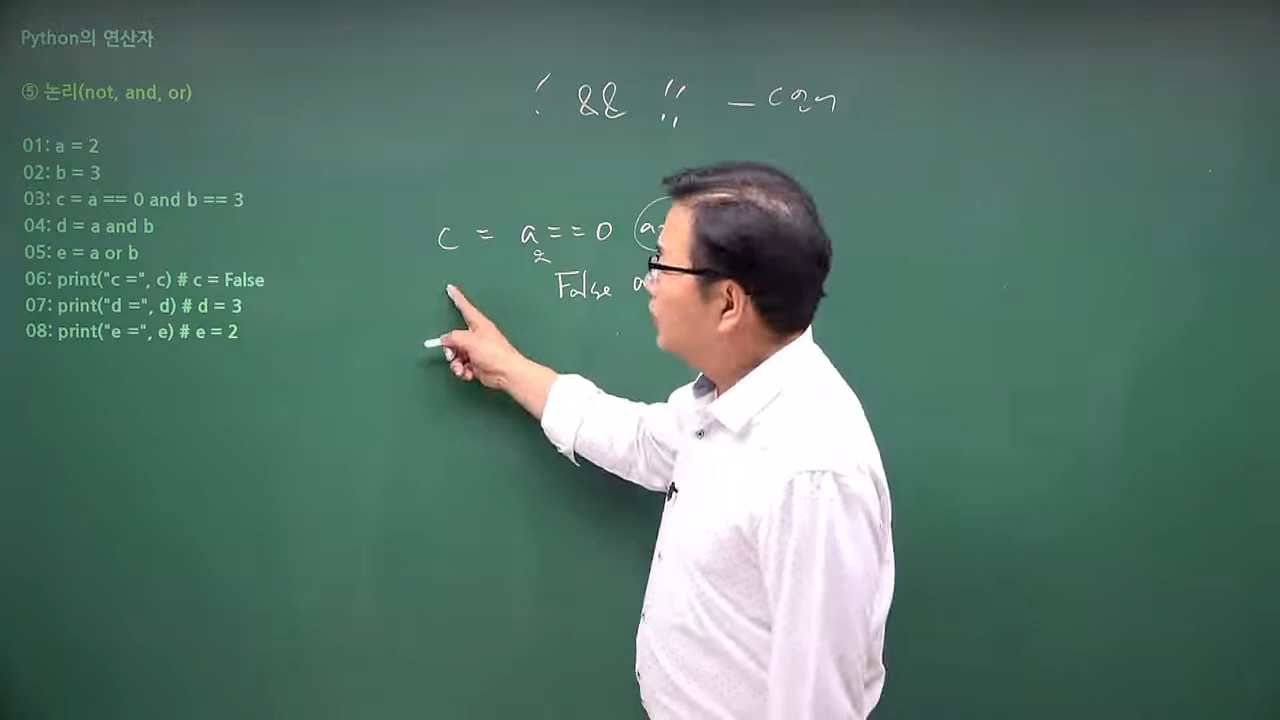 Python의 연산자
⑤ 논리(not, and, or)
01: a = 2
02: b = 3
03: c = a == 0 and b == 3
04: d = a and b
05: e = a or b
06: print("c =", c) # c = False
07: print("d =", d) # d = 3
08: print("e =", e) # e = 2
! && !! – C언어
c = a == 0
2
False